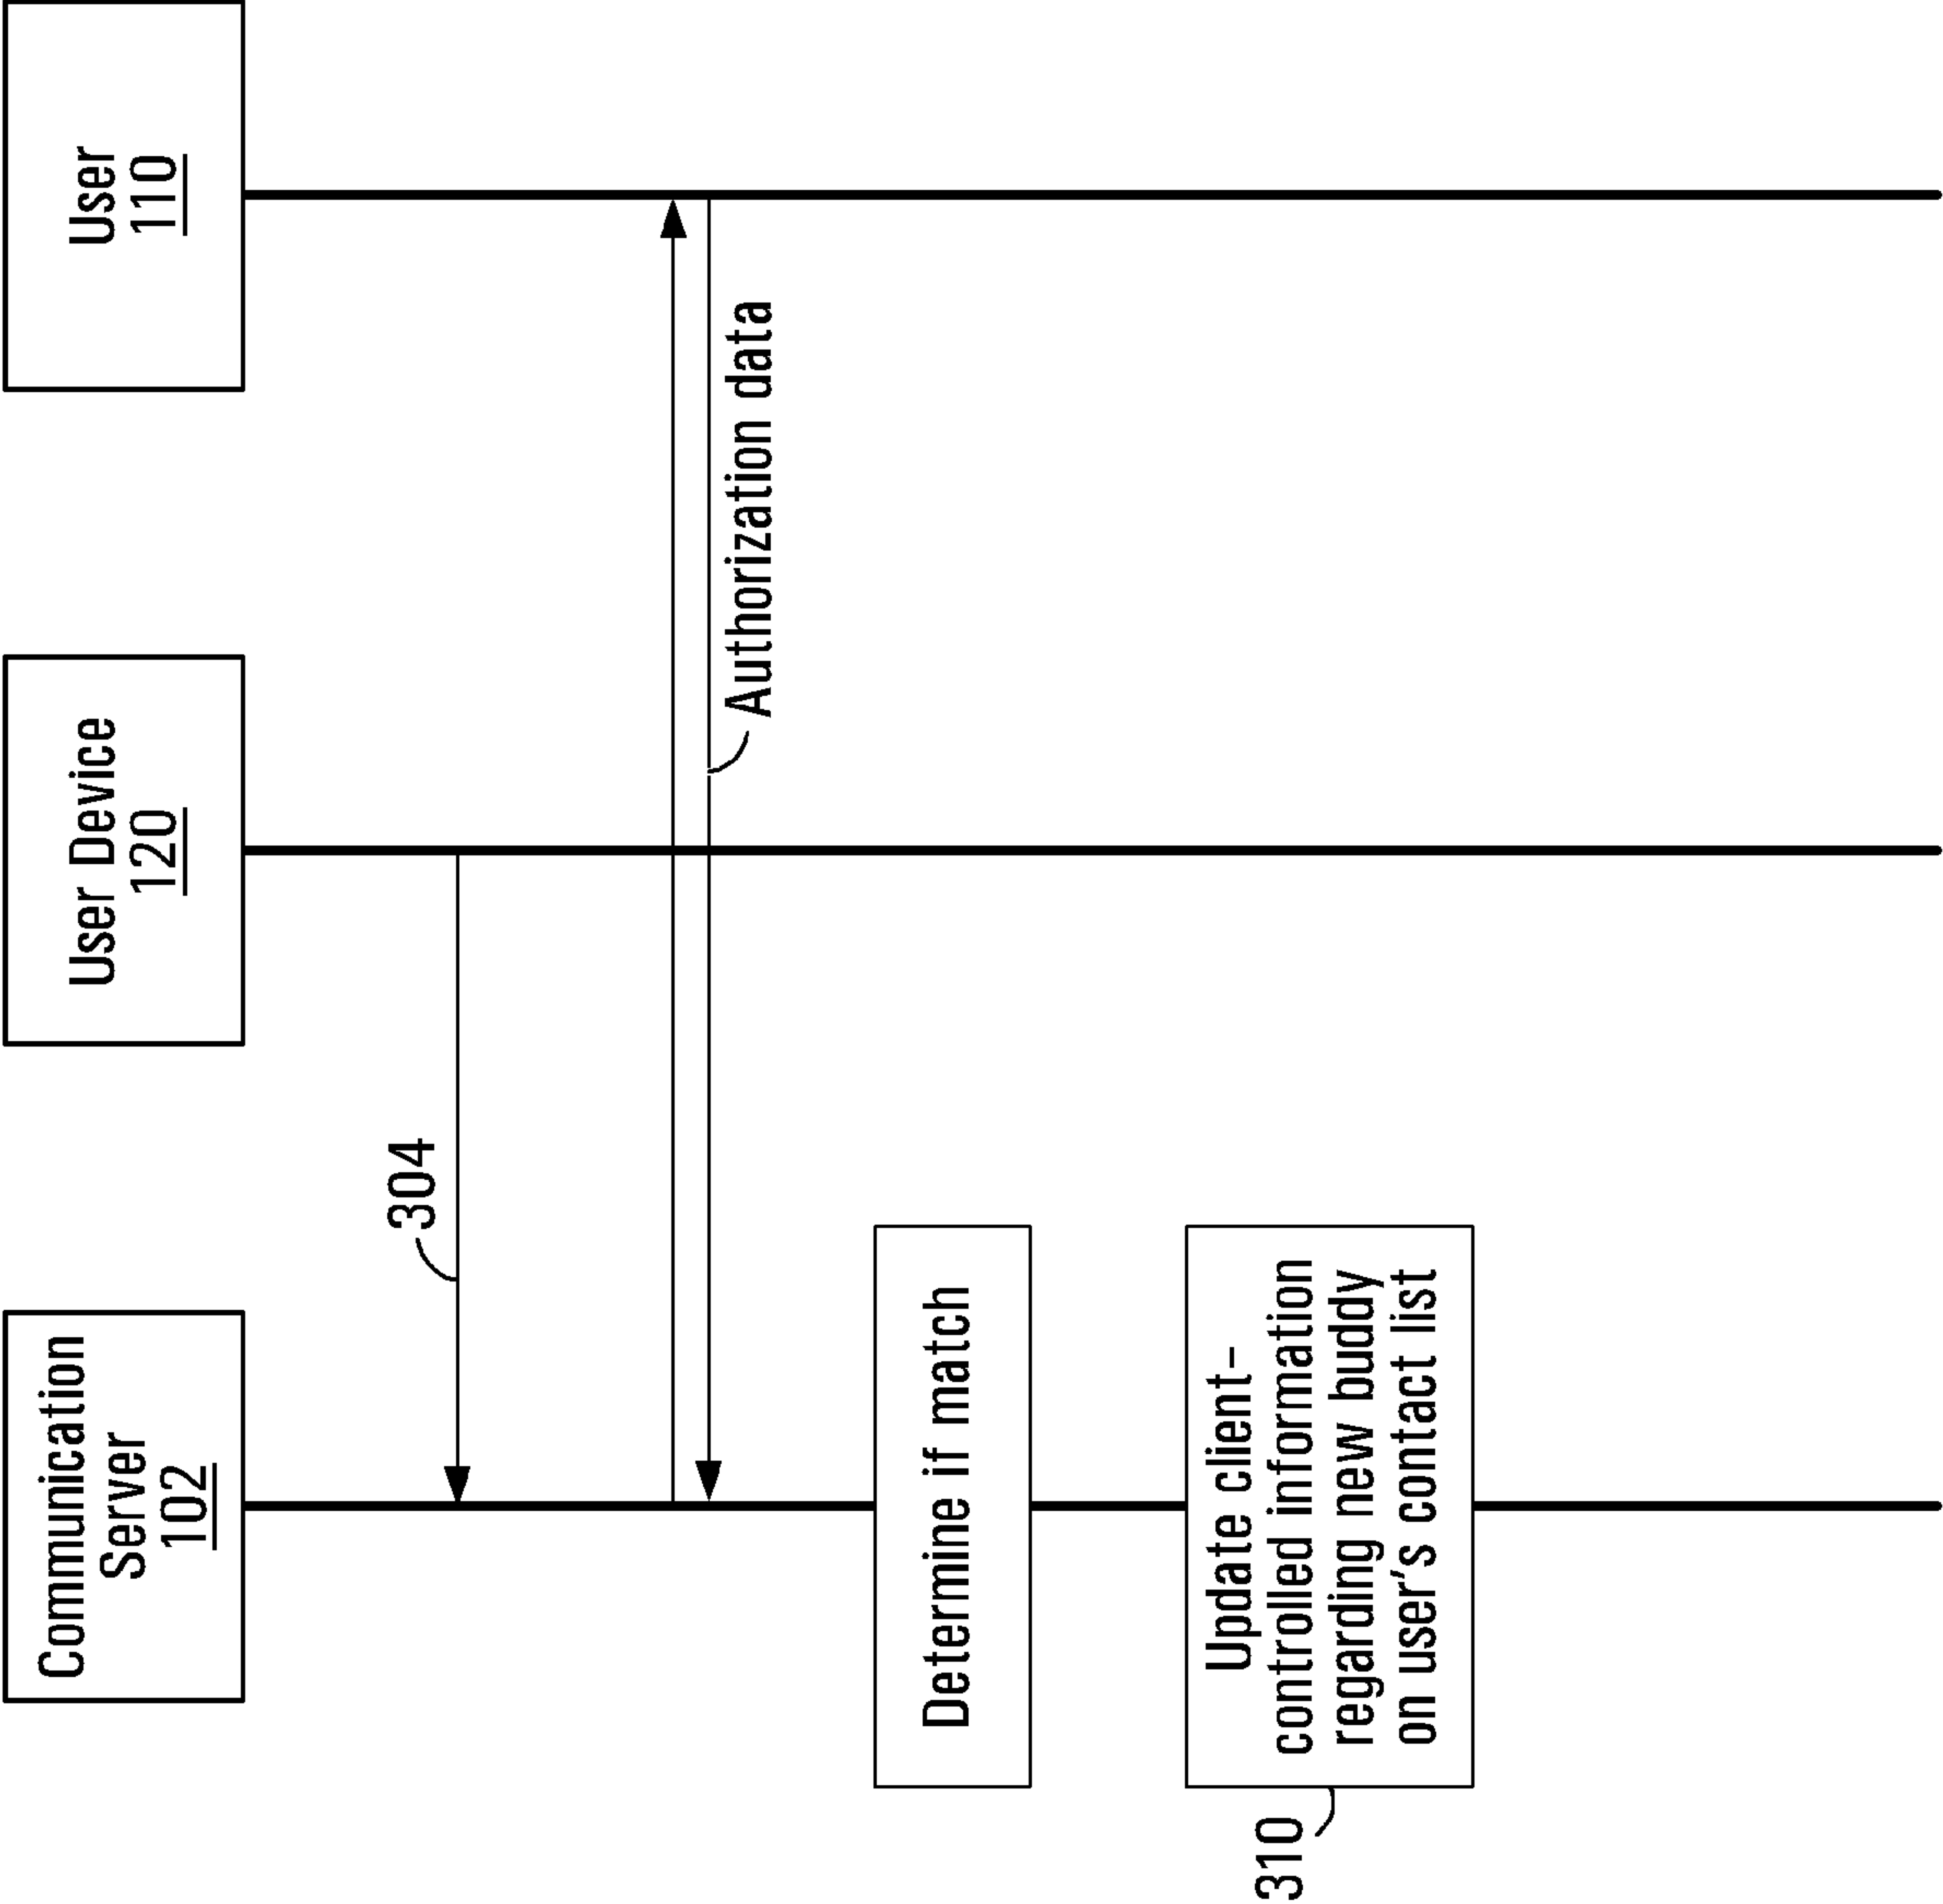 Communication
Server
102
User Device
120
User
110
304
Authorization data
Determine if match
Update client-
controlled information
regarding new buddy
on user's contact list
310